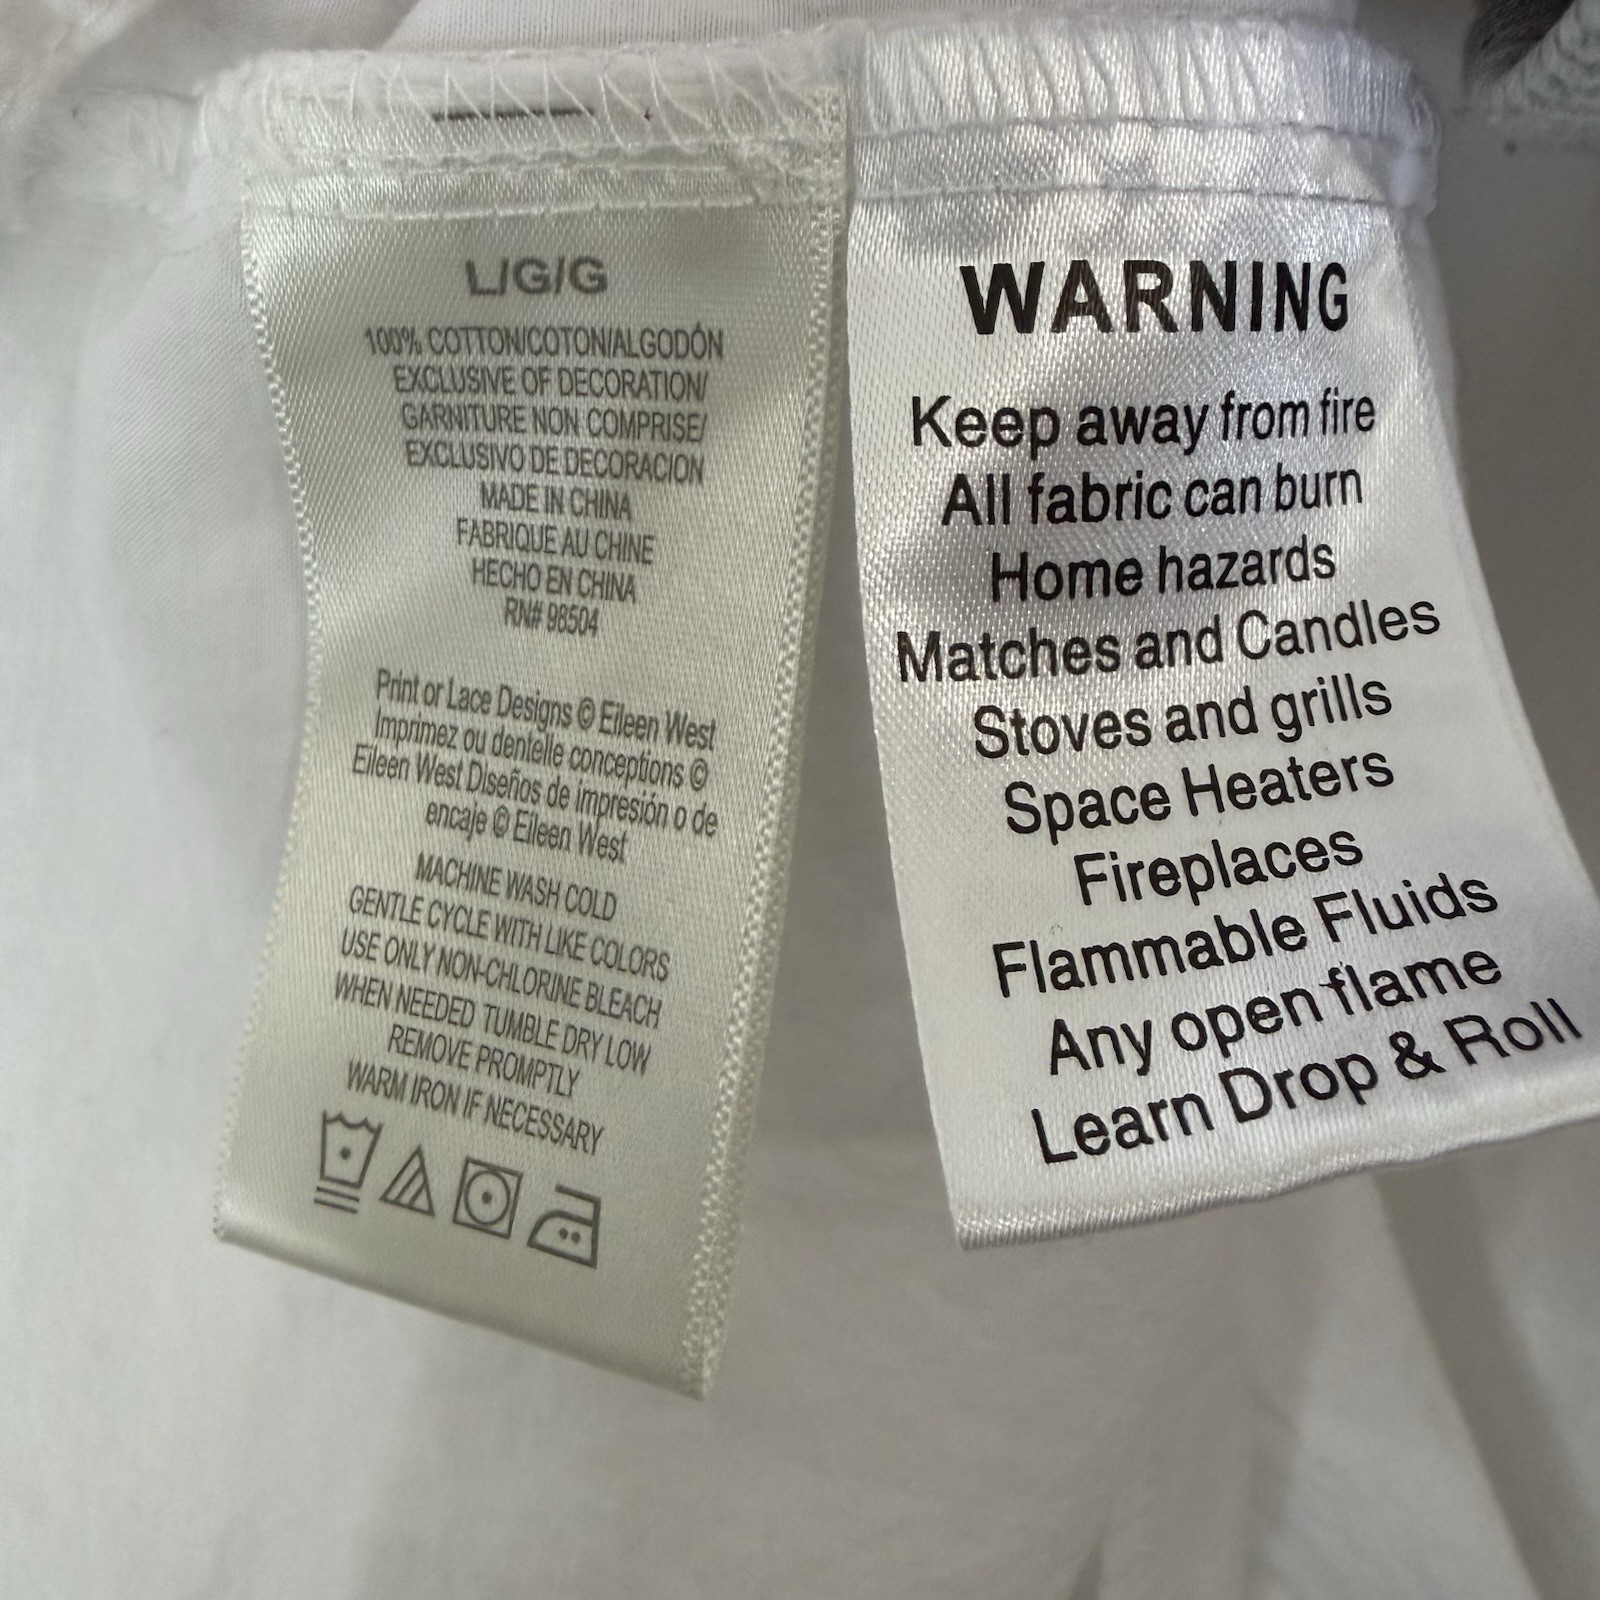 L/G/G
100% COTTON/COTON/ALGODÓN
EXCLUSIVE OF DECORATION/
GARNITURE NON COMPRISE/
EXCLUSIVO DE DECORACION
MADE IN CHINA
FABRIQUE AU CHINE
HECHO EN CHINA
RN# 98504
Print or Lace Designs © Eileen West
Imprimez ou dentelle conceptions ©
Eileen West Diseños de impresión o de
encaje © Eileen West
MACHINE WASH COLD
GENTLE CYCLE WITH LIKE COLORS
USE ONLY NON-CHLORINE BLEACH
WHEN NEEDED TUMBLE DRY LOW
REMOVE PROMPTLY
WARM IRON IF NECESSARY
WARNING
Keep away from fire
All fabric can burn
Home hazards
Matches and Candles
Stoves and grills
Space Heaters
Fireplaces
Flammable Fluids
Any open flame
Learn Drop & Roll